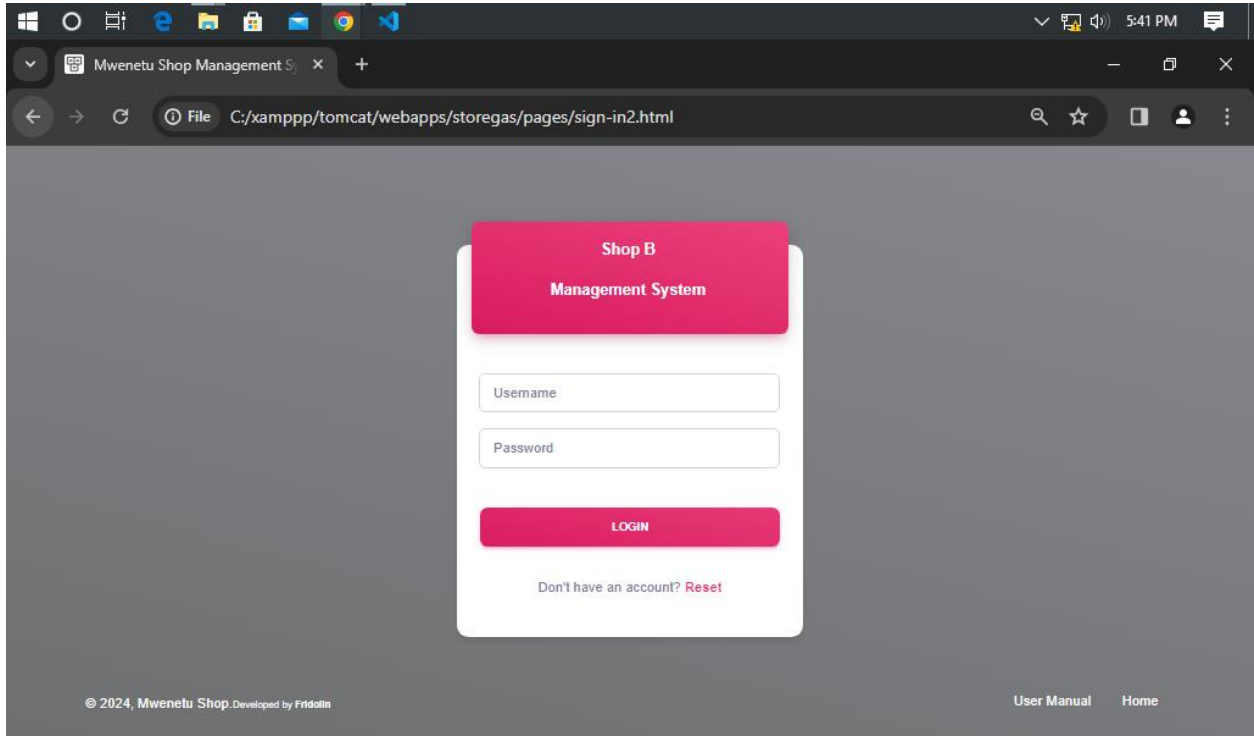 5:41 PM
Mwenetu Shop Management Sy
File C:/xamppp/tomcat/webapps/storegas/pages/sign-in2.html
Shop B
Management System
Username
Password
LOGIN
Don't have an account? Reset
© 2024, Mwenetu Shop.Developed by Fridolin
User Manual Home